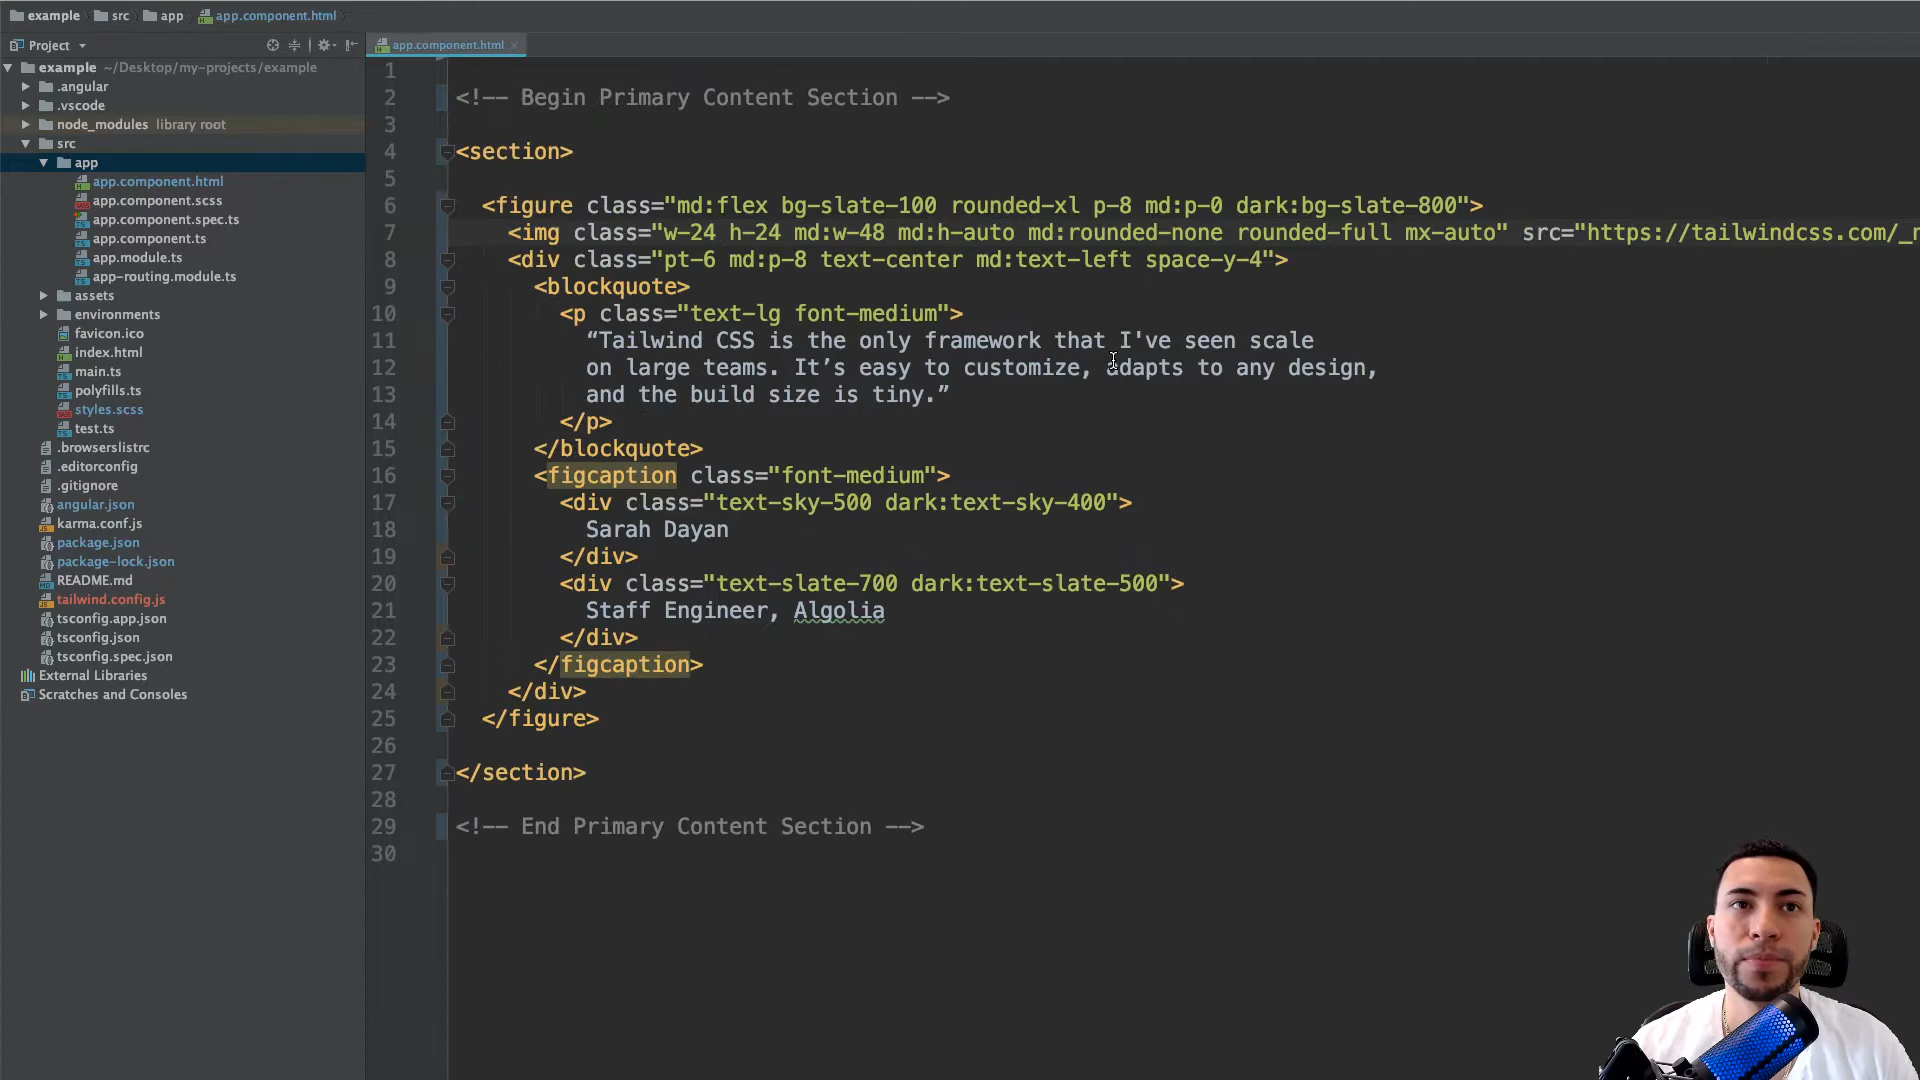 example src app app.component.html
Project
app.component.html
example ~/Desktop/my-projects/example
.angular
.vscode
node_modules library root
src
app
app.component.html
app.component.scss
app.component.spec.ts
app.component.ts
app.module.ts
app-routing.module.ts
assets
environments
favicon.ico
index.html
main.ts
polyfills.ts
styles.scss
test.ts
.browserslistrc
.editorconfig
.gitignore
angular.json
karma.conf.js
package.json
package-lock.json
README.md
tailwind.config.js
tsconfig.app.json
tsconfig.json
tsconfig.spec.json
External Libraries
Scratches and Consoles
1
2 <!-- Begin Primary Content Section -->
3
4 <section>
5
6 <figure class="md:flex bg-slate-100 rounded-xl p-8 md:p-0 dark:bg-slate-800">
7 <img class="w-24 h-24 md:w-48 md:h-auto md:rounded-none rounded-full mx-auto" src="https://tailwindcss.com/_
8 <div class="pt-6 md:p-8 text-center md:text-left space-y-4">
9 <blockquote>
10 <p class="text-lg font-medium">
11 “Tailwind CSS is the only framework that I've seen scale
12 on large teams. It’s easy to customize, adapts to any design,
13 and the build size is tiny.”
14 </p>
15 </blockquote>
16 <figcaption class="font-medium">
17 <div class="text-sky-500 dark:text-sky-400">
18 Sarah Dayan
19 </div>
20 <div class="text-slate-700 dark:text-slate-500">
21 Staff Engineer, Algolia
22 </div>
23 </figcaption>
24 </div>
25 </figure>
26
27 </section>
28
29 <!-- End Primary Content Section -->
30